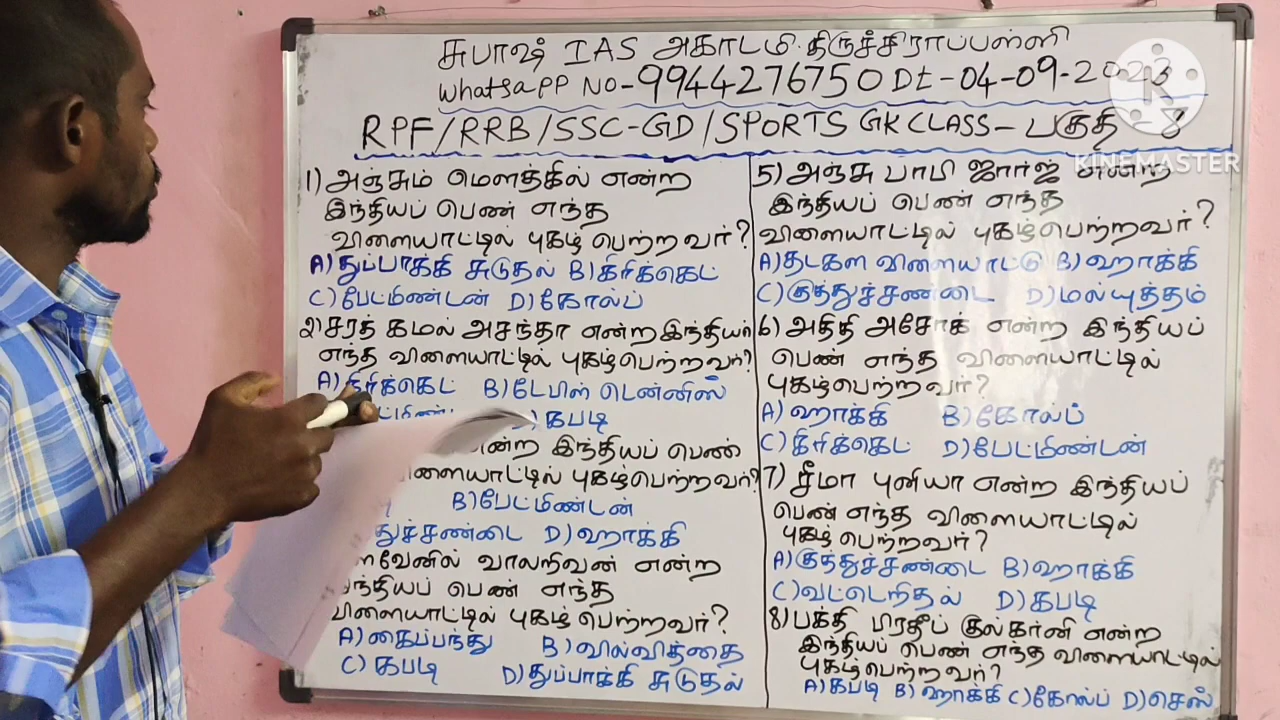 சுபாஷ் IAS அகாடமி திருச்சிராப்பள்ளி
WhatsaPP NO-9944276750 Dt-04-09-2023
RPF/RRB/SSC-GD/SPORTS GK CLASS- பகுதி 8
KINEMASTER
1) அஞ்சும் மௌத்கில் என்ற
இந்தியப் பெண் எந்த
விளையாட்டில் புகழ் பெற்றவர்?
A) துப்பாக்கி சுடுதல் B) கிரிக்கெட்
C) பேட்மிண்டன் D) கோல்ப்
2) சரத் கமல் அசந்தா என்ற இந்தியர்
எந்த விளையாட்டில் புகழ்பெற்றவர்?
A) கிரிக்கெட் B) டேபிள் டென்னிஸ்
D) கபடி
என்ற இந்தியப் பெண்
விளையாட்டில் புகழ்பெற்றவர்?
B) பேட்மிண்டன்
துச்சண்டை D) ஹாக்கி
ளவேனில் வாலறிவன் என்ற
இந்தியப் பெண் எந்த
விளையாட்டில் புகழ்பெற்றவர்?
A) கைப்பந்து B) வில்வித்தை
C) கபடி D) துப்பாக்கி சுடுதல்
5) அஞ்சு பாபி ஜார்ஜ் என்ற
இந்தியப் பெண் எந்த
விளையாட்டில் புகழ்பெற்றவர்?
A) தடகள விளையாட்டு B) ஹாக்கி
C) குத்துச்சண்டை D) மல்யுத்தம்
6) அதிதி அசோக் என்ற இந்தியப்
பெண் எந்த விளையாட்டில்
புகழ்பெற்றவர்?
A) ஹாக்கி B) கோல்ப்
C) கிரிக்கெட் D) பேட்மிண்டன்
7) சீமா புனியா என்ற இந்தியப்
பெண் எந்த விளையாட்டில்
புகழ் பெற்றவர்?
A) குத்துச்சண்டை B) ஹாக்கி
C) வட்டெறிதல் D) கபடி
8) பக்தி பிரதீப் குல்கர்னி என்ற
இந்தியப் பெண் எந்த விளையாட்டில்
புகழ்பெற்றவர்?
A) கபடி B) ஹாக்கி C) கோல்ப் D) செஸ்